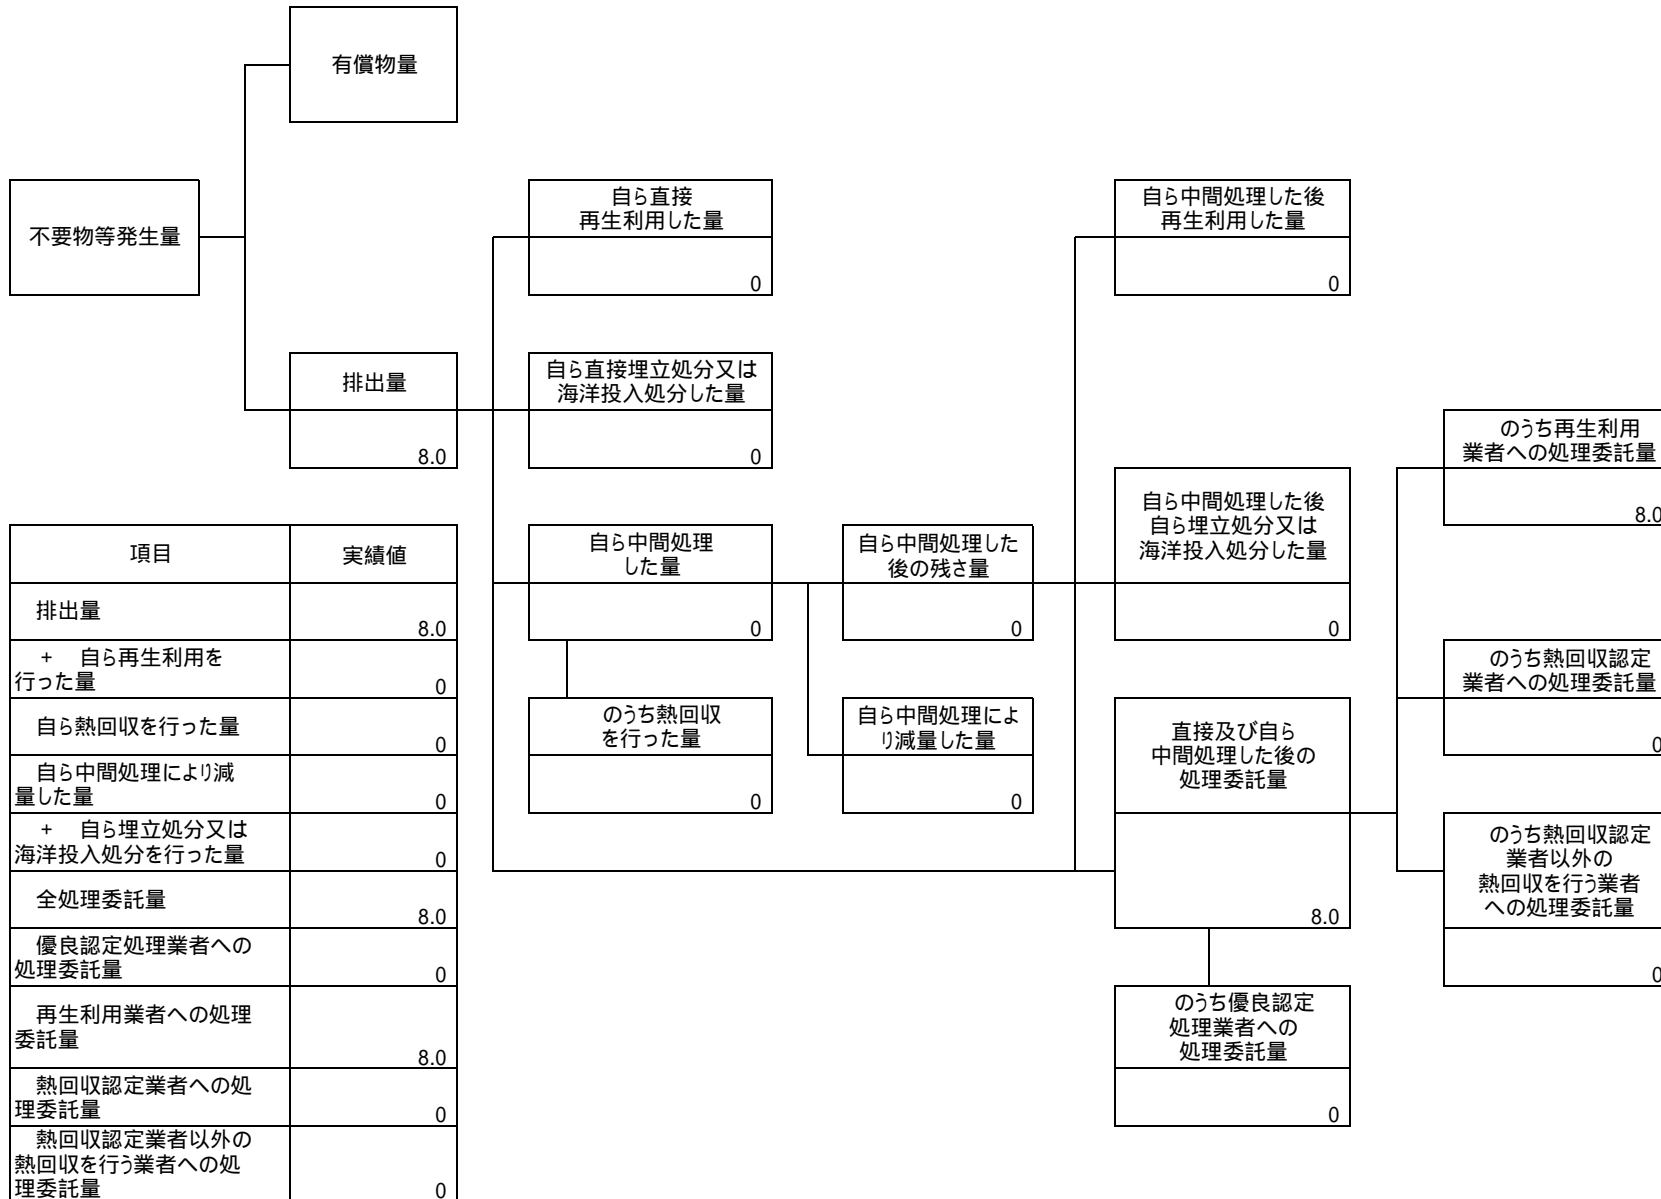 有償物量
不要物等発生量
自ら直接
再生利用した量
0
自ら中間処理した後
再生利用した量
0
排出量
8.0
自ら直接埋立処分又は
海洋投入処分した量
0
のうち再生利用
業者への処理委託量
8.0
自ら中間処理
した量
0
自ら中間処理した
後の残さ量
0
自ら中間処理した後
自ら埋立処分又は
海洋投入処分した量
0
のうち熱回収認定
業者への処理委託量
0
のうち熱回収
を行った量
0
自ら中間処理によ
り減量した量
0
直接及び自ら
中間処理した後の
処理委託量
8.0
のうち熱回収認定
業者以外の
熱回収を行う業者
への処理委託量
0
のうち優良認定
処理業者への
処理委託量
0
項目 実績値
排出量 8.0
+ 自ら再生利用を
行った量 0
自ら熱回収を行った量 0
自ら中間処理により減
量した量 0
+ 自ら埋立処分又は
海洋投入処分を行った量 0
全処理委託量 8.0
優良認定処理業者への
処理委託量 0
再生利用業者への処理
委託量 8.0
熱回収認定業者への処
理委託量 0
熱回収認定業者以外の
熱回収を行う業者への処
理委託量 0